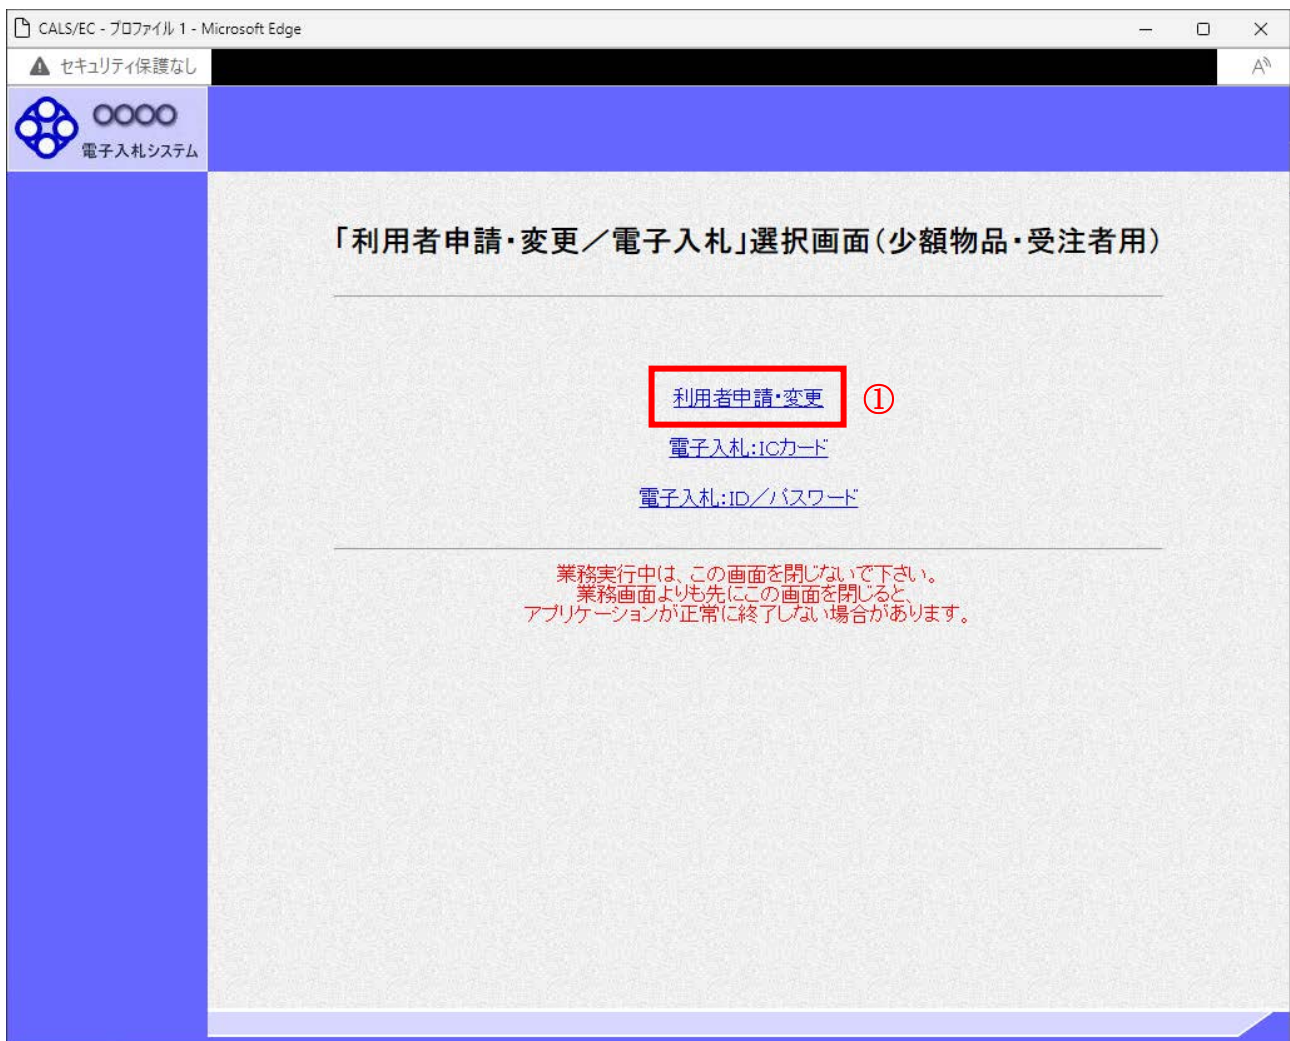 CALS/EC - プロファイル 1 - Microsoft Edge
セキュリティ保護なし
○○○○
電子入札システム
「利用者申請・変更／電子入札」選択画面(少額物品・受注者用)
利用者申請・変更 ①
電子入札:ICカード
電子入札:ID／パスワード
業務実行中は、この画面を閉じないで下さい。
業務画面よりも先にこの画面を閉じると、
アプリケーションが正常に終了しない場合があります。